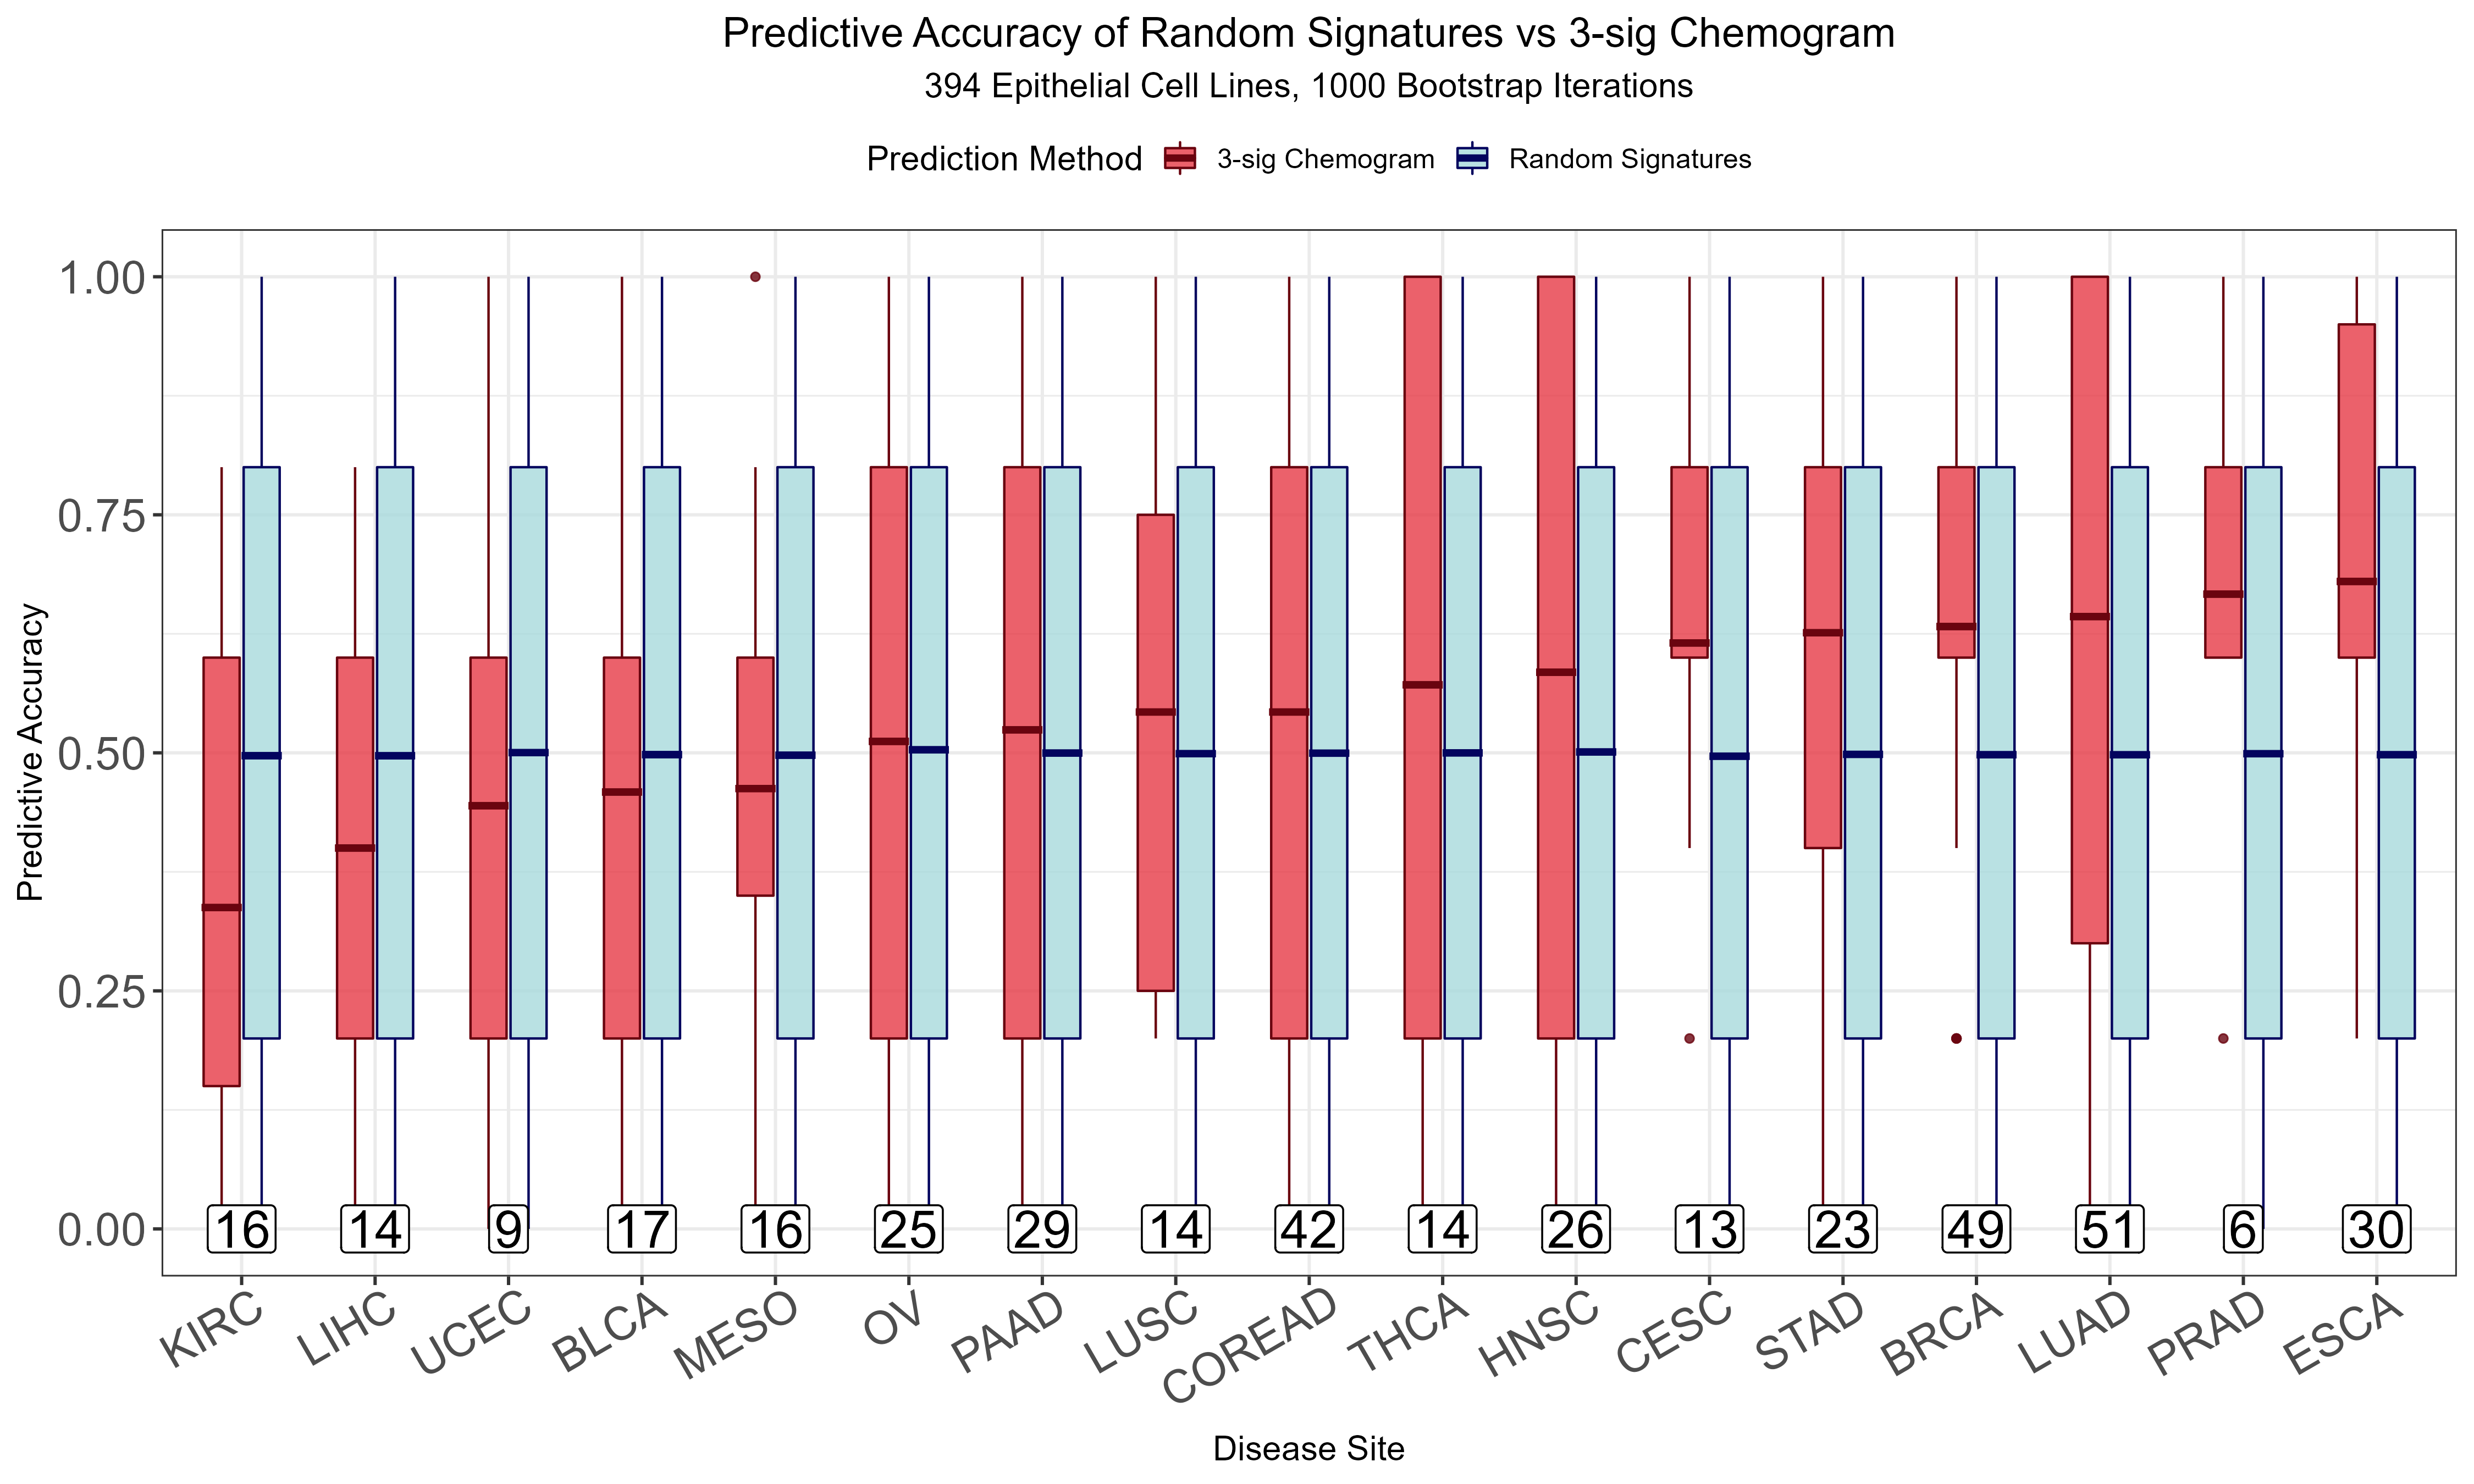 Predictive Accuracy of Random Signatures vs 3-sig Chemogram
394 Epithelial Cell Lines, 1000 Bootstrap Iterations
Prediction Method 3-sig Chemogram Random Signatures
Predictive Accuracy
1.00
0.75
0.50
0.25
0.00
16 14 9 17 16 25 29 14 42 14 26 13 23 49 51 6 30
KIRC LIHC UCEC BLCA MESO OV PAAD LUSC COREAD THCA HNSC CESC STAD BRCA LUAD PRAD ESCA
Disease Site